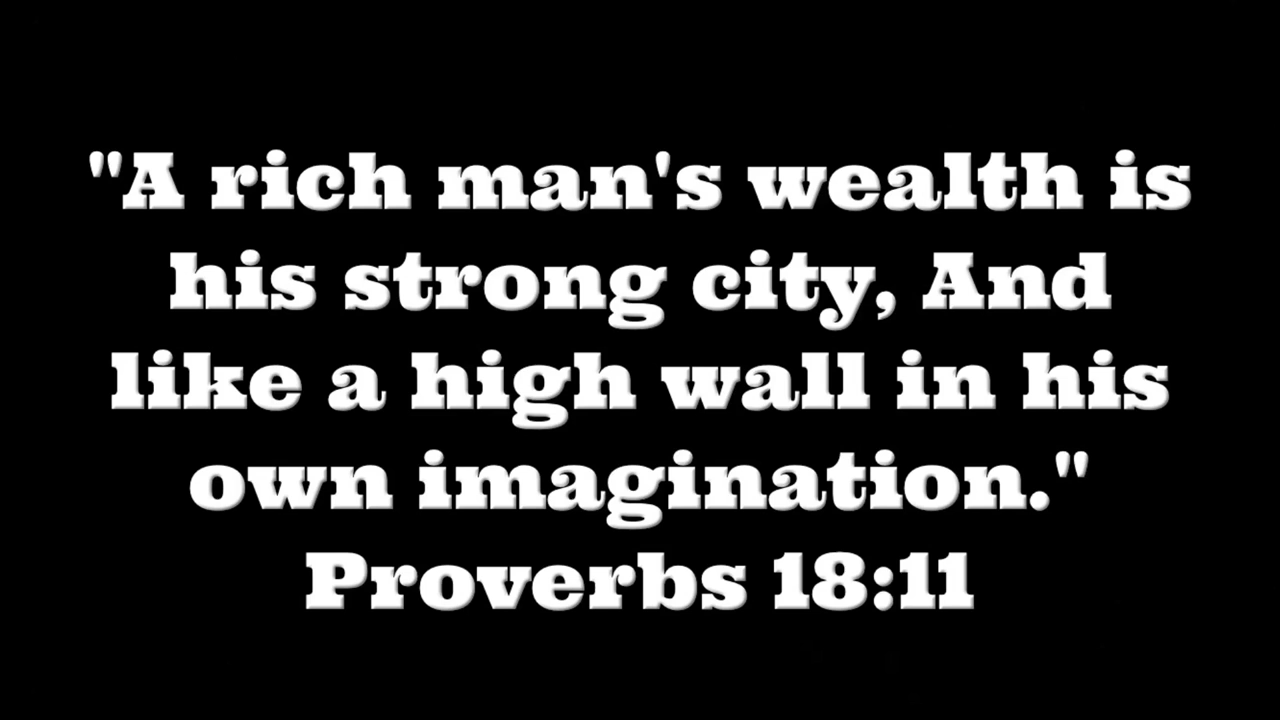 "A rich man's wealth is
his strong city, And
like a high wall in his
own imagination."
Proverbs 18:11